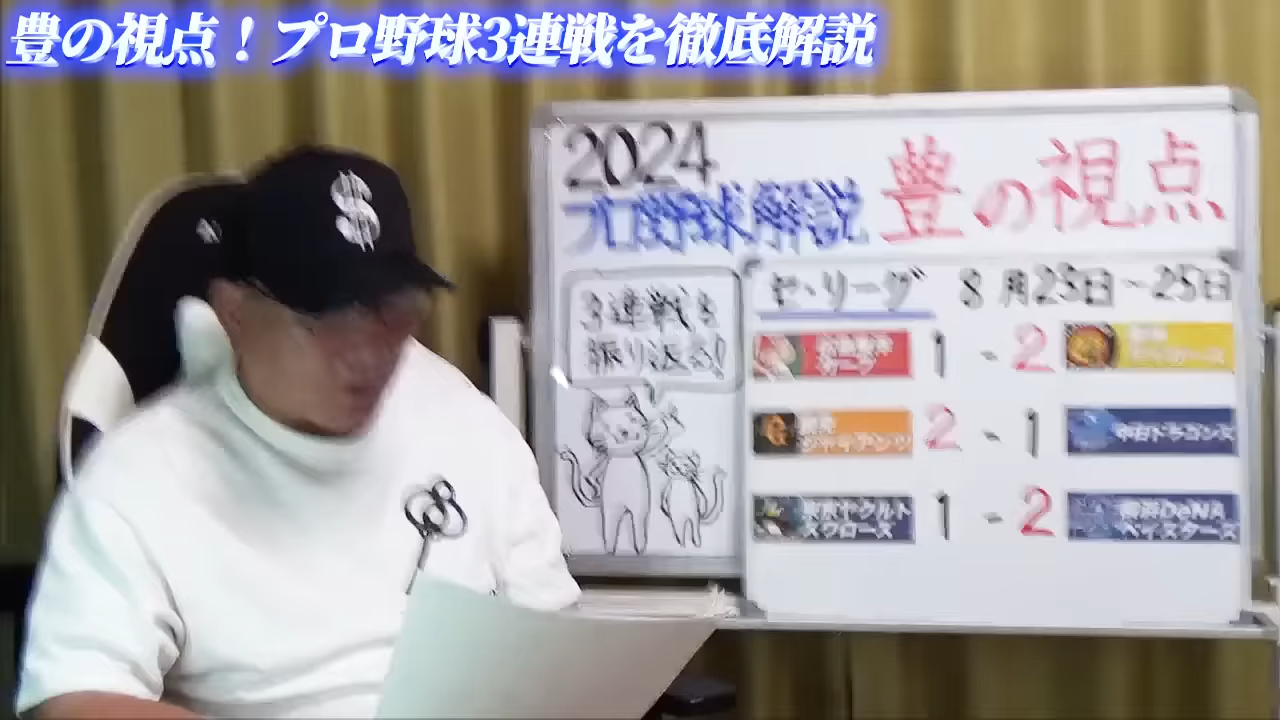 豊の視点!プロ野球3連戦を徹底解説
2024
プロ野球解説
豊の視点
3連戦を
振り返る!
セ・リーグ 8月23日~25日
カープ 1 - 2
ジャイアンツ 2 - 1 中日ドラゴンズ
東京ヤクルト
スワローズ 1 - 2 横浜DeNA
ベイスターズ
$